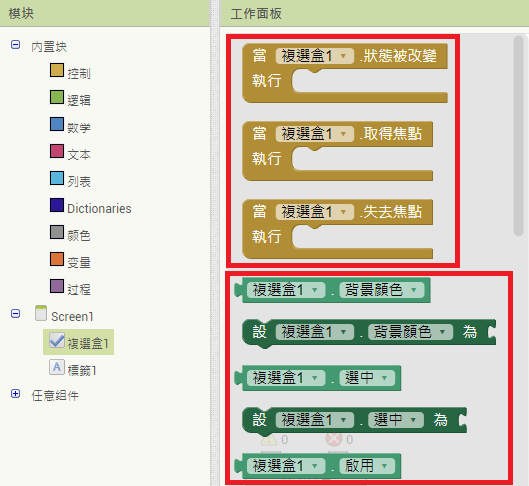 模块
内置块
控制
逻辑
数学
文本
列表
Dictionaries
颜色
变量
过程
Screen1
複選盒1
標籤1
任意组件
工作面板
當 複選盒1 .狀態被改變
執行
當 複選盒1 .取得焦點
執行
當 複選盒1 .失去焦點
執行
複選盒1 . 背景顏色
設 複選盒1 . 背景顏色 為
複選盒1 . 選中
設 複選盒1 . 選中 為
0 0
複選盒1 . 啟用